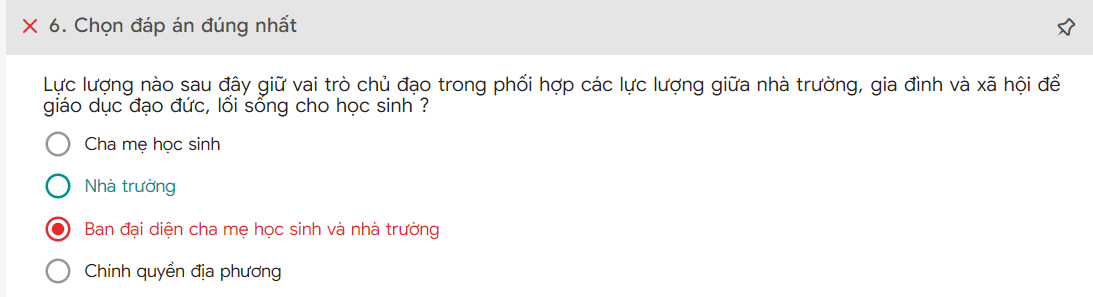 6. Chọn đáp án đúng nhất
Lực lượng nào sau đây giữ vai trò chủ đạo trong phối hợp các lực lượng giữa nhà trường, gia đình và xã hội để
giáo dục đạo đức, lối sống cho học sinh ?
Cha mẹ học sinh
Nhà trường
Ban đại diện cha mẹ học sinh và nhà trường
Chính quyền địa phương